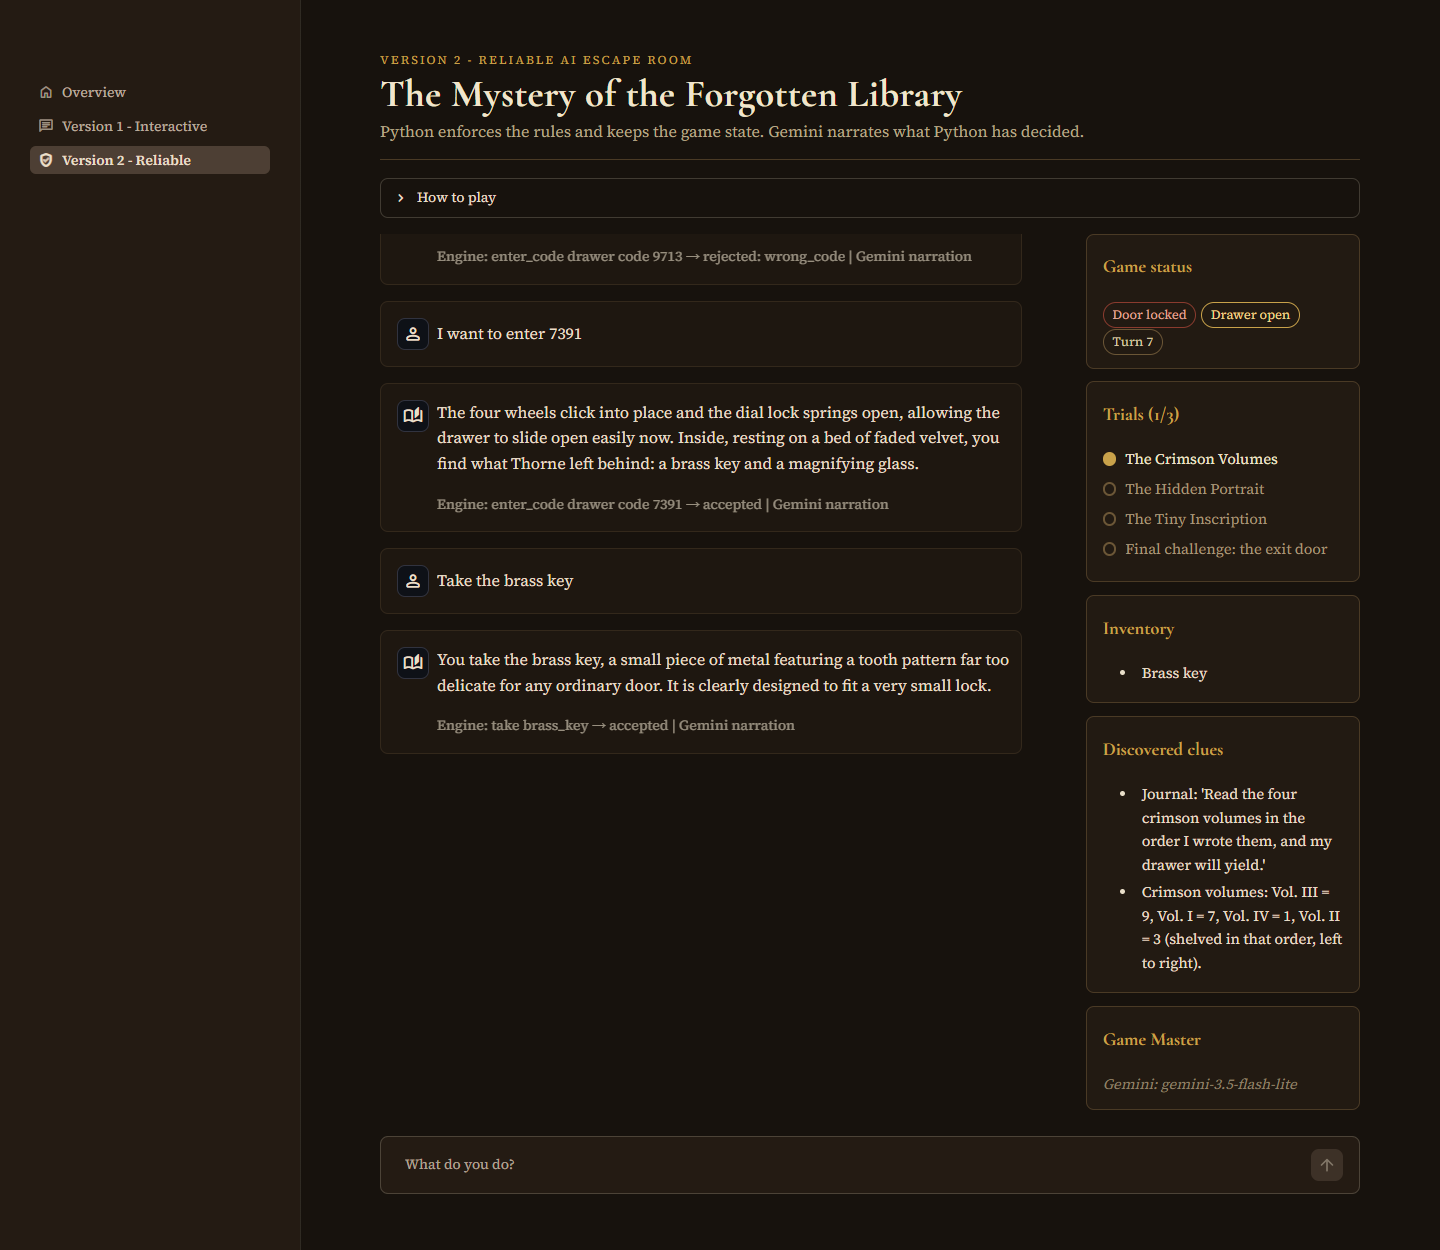 Overview
Version 1 - Interactive
Version 2 - Reliable
VERSION 2 - RELIABLE AI ESCAPE ROOM
The Mystery of the Forgotten Library
Python enforces the rules and keeps the game state. Gemini narrates what Python has decided.
How to play
Engine: enter_code drawer code 9713 → rejected: wrong_code | Gemini narration
I want to enter 7391
The four wheels click into place and the dial lock springs open, allowing the
drawer to slide open easily now. Inside, resting on a bed of faded velvet, you
find what Thorne left behind: a brass key and a magnifying glass.
Engine: enter_code drawer code 7391 → accepted | Gemini narration
Take the brass key
You take the brass key, a small piece of metal featuring a tooth pattern far too
delicate for any ordinary door. It is clearly designed to fit a very small lock.
Engine: take brass_key → accepted | Gemini narration
Game status
Door locked
Drawer open
Turn 7
Trials (1/3)
The Crimson Volumes
The Hidden Portrait
The Tiny Inscription
Final challenge: the exit door
Inventory
• Brass key
Discovered clues
• Journal: 'Read the four
crimson volumes in the
order I wrote them, and my
drawer will yield.'
• Crimson volumes: Vol. III =
9, Vol. I = 7, Vol. IV = 1, Vol. II
= 3 (shelved in that order, left
to right).
Game Master
Gemini: gemini-3.5-flash-lite
What do you do?